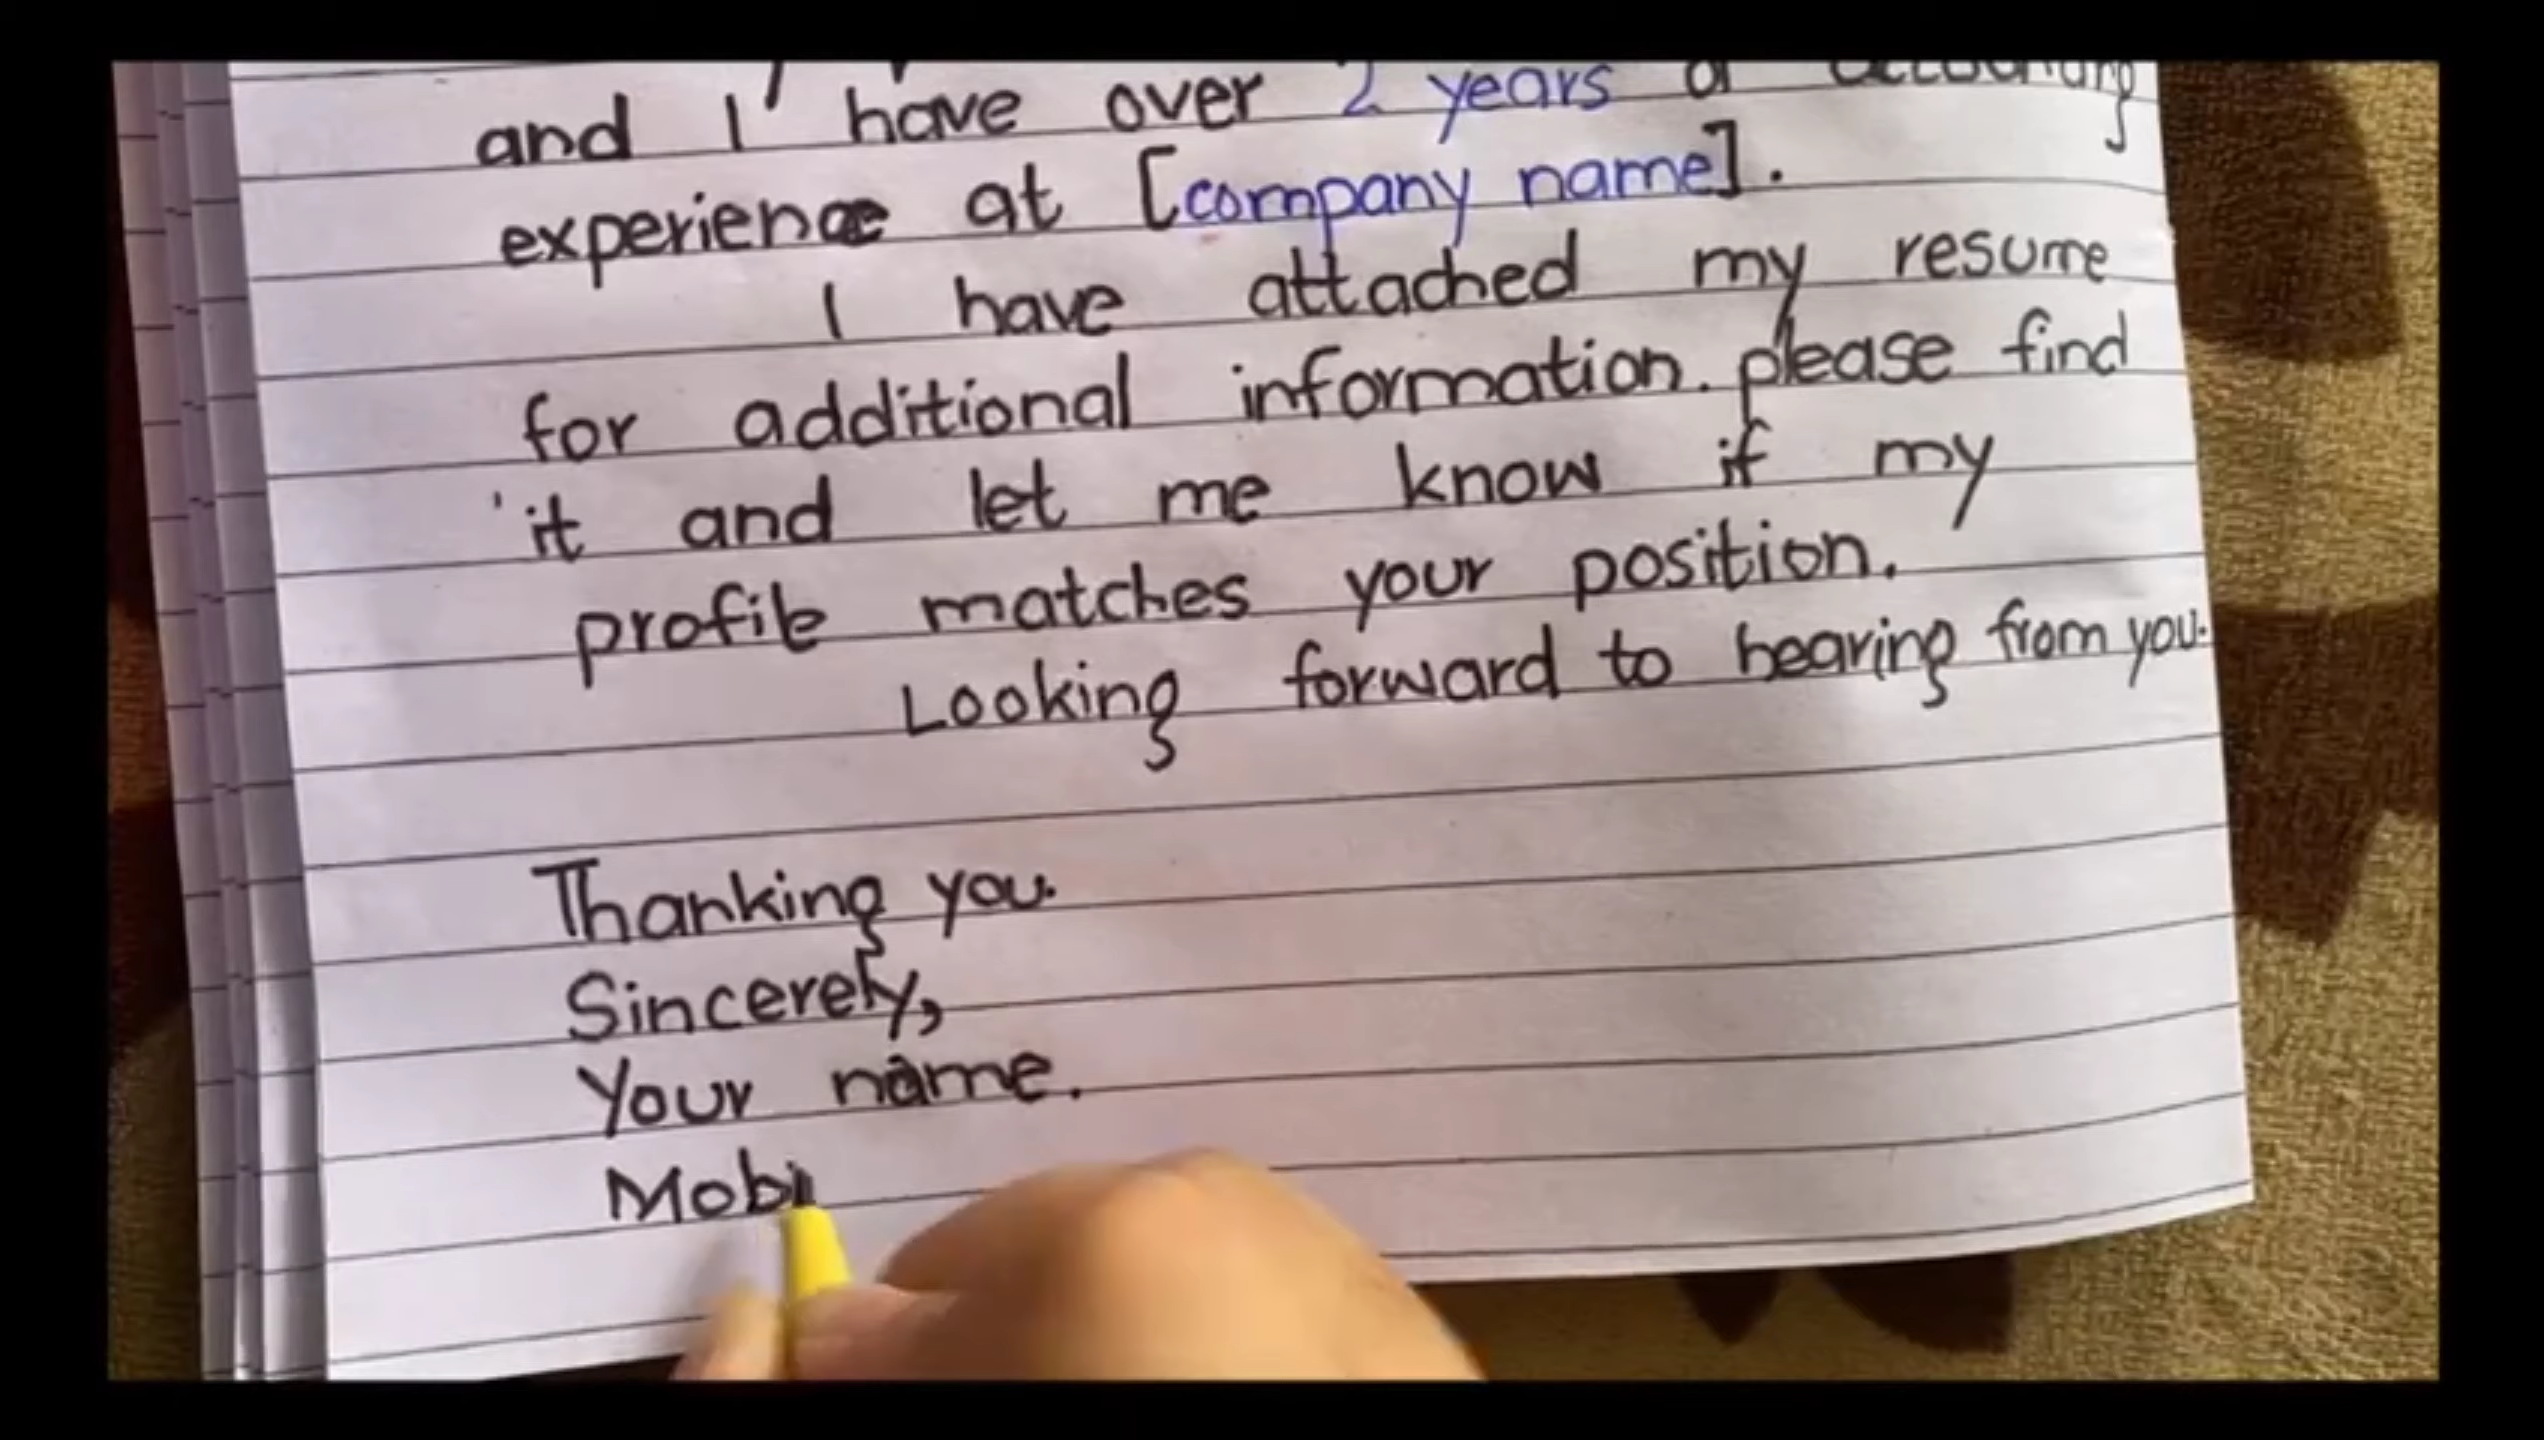 and I have over 2 years of accounting
experience at [company name].
I have attached my resume
for additional information. please find
it and let me know if my
profile matches your position.
Looking forward to hearing from you.
Thanking you.
Sincerely,
Your name.
Mobi